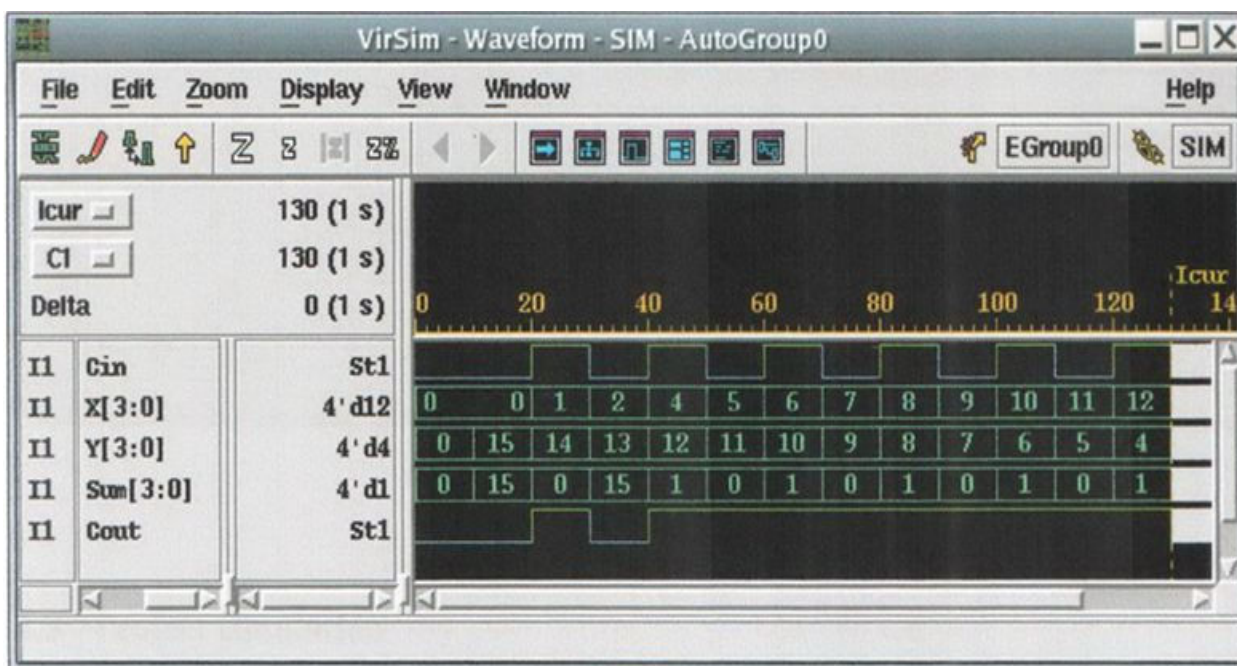 VirSim - Waveform - SIM - AutoGroup0
File Edit Zoom Display View Window Help
Z Z |Z| Z% EGroup0 SIM
Icur 130 (1 s)
C1 130 (1 s)
Icur
Delta 0 (1 s) 0 20 40 60 80 100 120 14
I1 Cin St1
I1 X[3:0] 4'd12 0 0 1 2 4 5 6 7 8 9 10 11 12
I1 Y[3:0] 4'd4 0 15 14 13 12 11 10 9 8 7 6 5 4
I1 Sum[3:0] 4'd1 0 15 0 15 1 0 1 0 1 0 1 0 1
I1 Cout St1